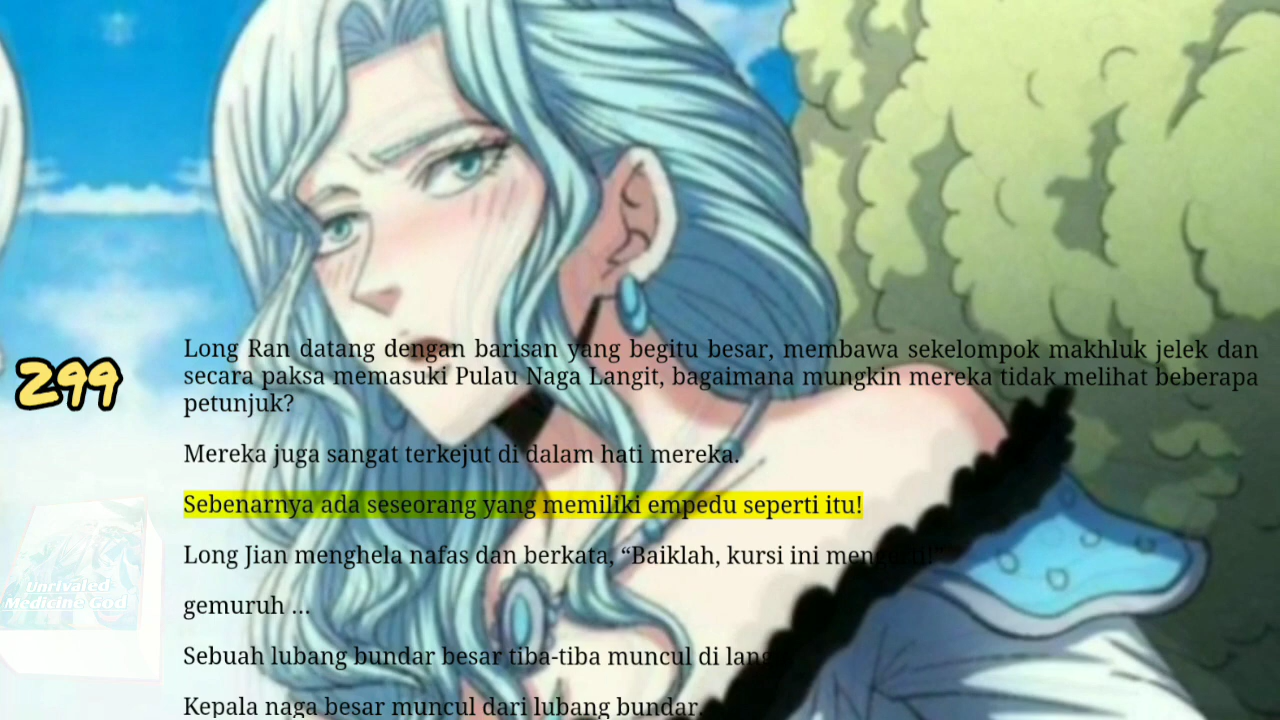 Long Ran datang dengan barisan yang begitu besar, membawa sekelompok makhluk jelek dan
secara paksa memasuki Pulau Naga Langit, bagaimana mungkin mereka tidak melihat beberapa
petunjuk?
299
Mereka juga sangat terkejut di dalam hati mereka.
Sebenarnya ada seseorang yang memiliki empedu seperti itu!
Long Jian menghela nafas dan berkata, “Baiklah, kursi ini mengerti!”
Unrivaled
Medicine God
gemuruh ...
Sebuah lubang bundar besar tiba-tiba muncul di
Kepala naga besar muncul dari lubang bundar.